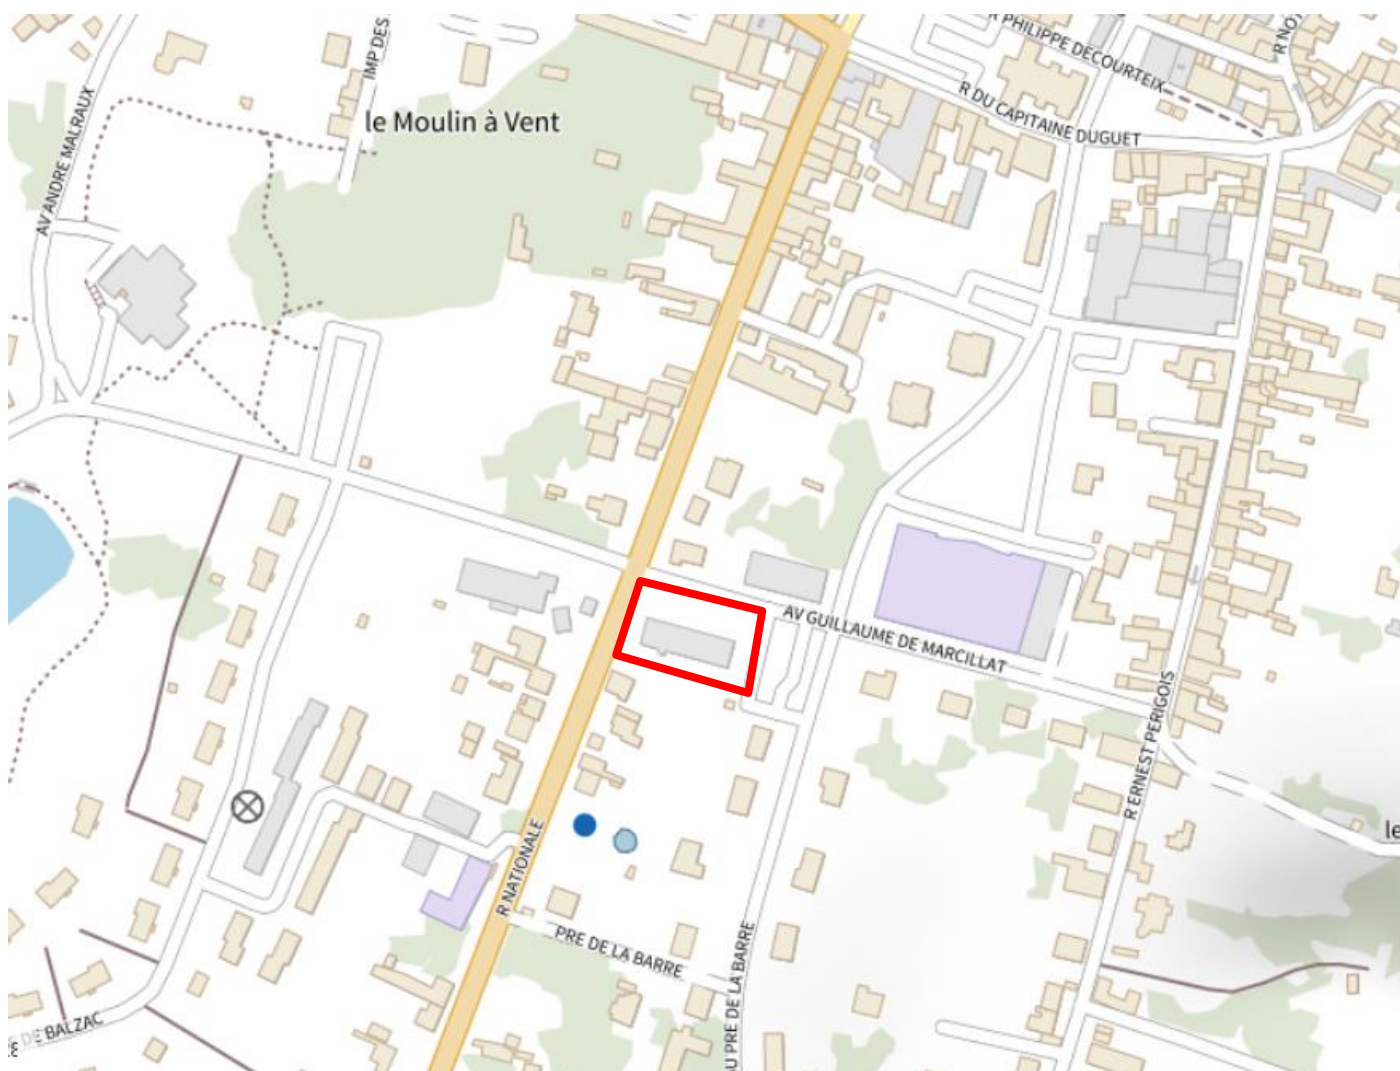 IMP DES
R PHILIPPE DECOURTEIX
R DU CAPITAINE DUGUET
AV ANDRE MALRAUX
le Moulin à Vent
AV GUILLAUME DE MARCILLAT
R ERNEST PERIGOIS
le
R NATIONALE
PRE DE LA BARRE
U PRE DE LA BARRE
DE BALZAC